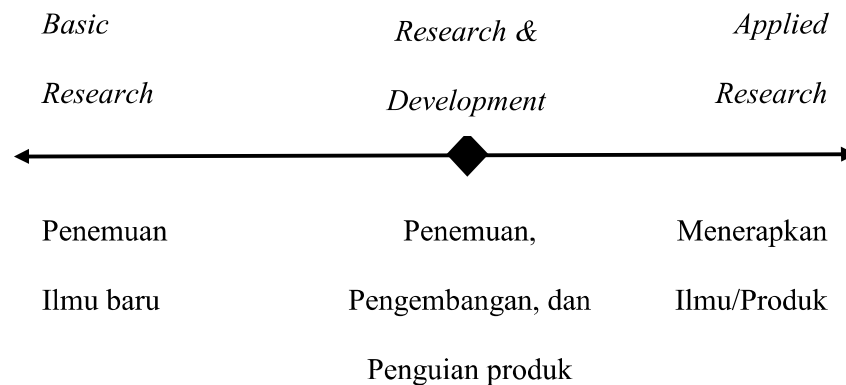 Basic
Research
Research &
Development
Applied
Research
Penemuan
Ilmu baru
Penemuan,
Pengembangan, dan
Penguian produk
Menerapkan
Ilmu/Produk